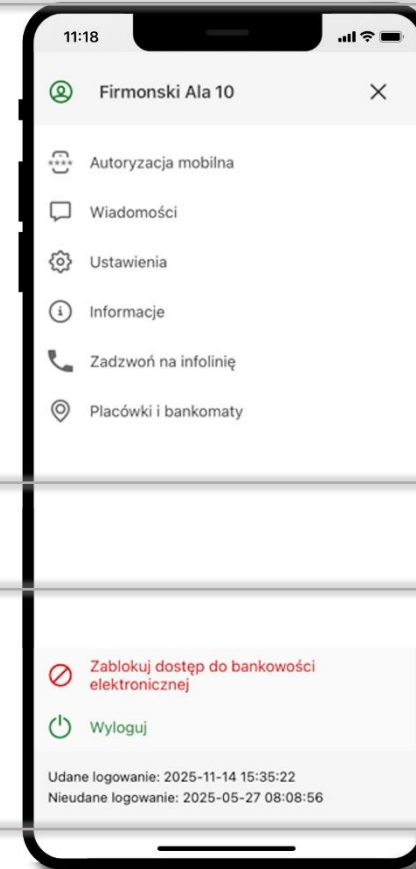 11:18
Firmonski Ala 10
Autoryzacja mobilna
Wiadomości
Ustawienia
Informacje
Zadzwoń na infolinię
Placówki i bankomaty
Zablokuj dostęp do bankowości
elektronicznej
Wyloguj
Udane logowanie: 2025-11-14 15:35:22
Nieudane logowanie: 2025-05-27 08:08:56